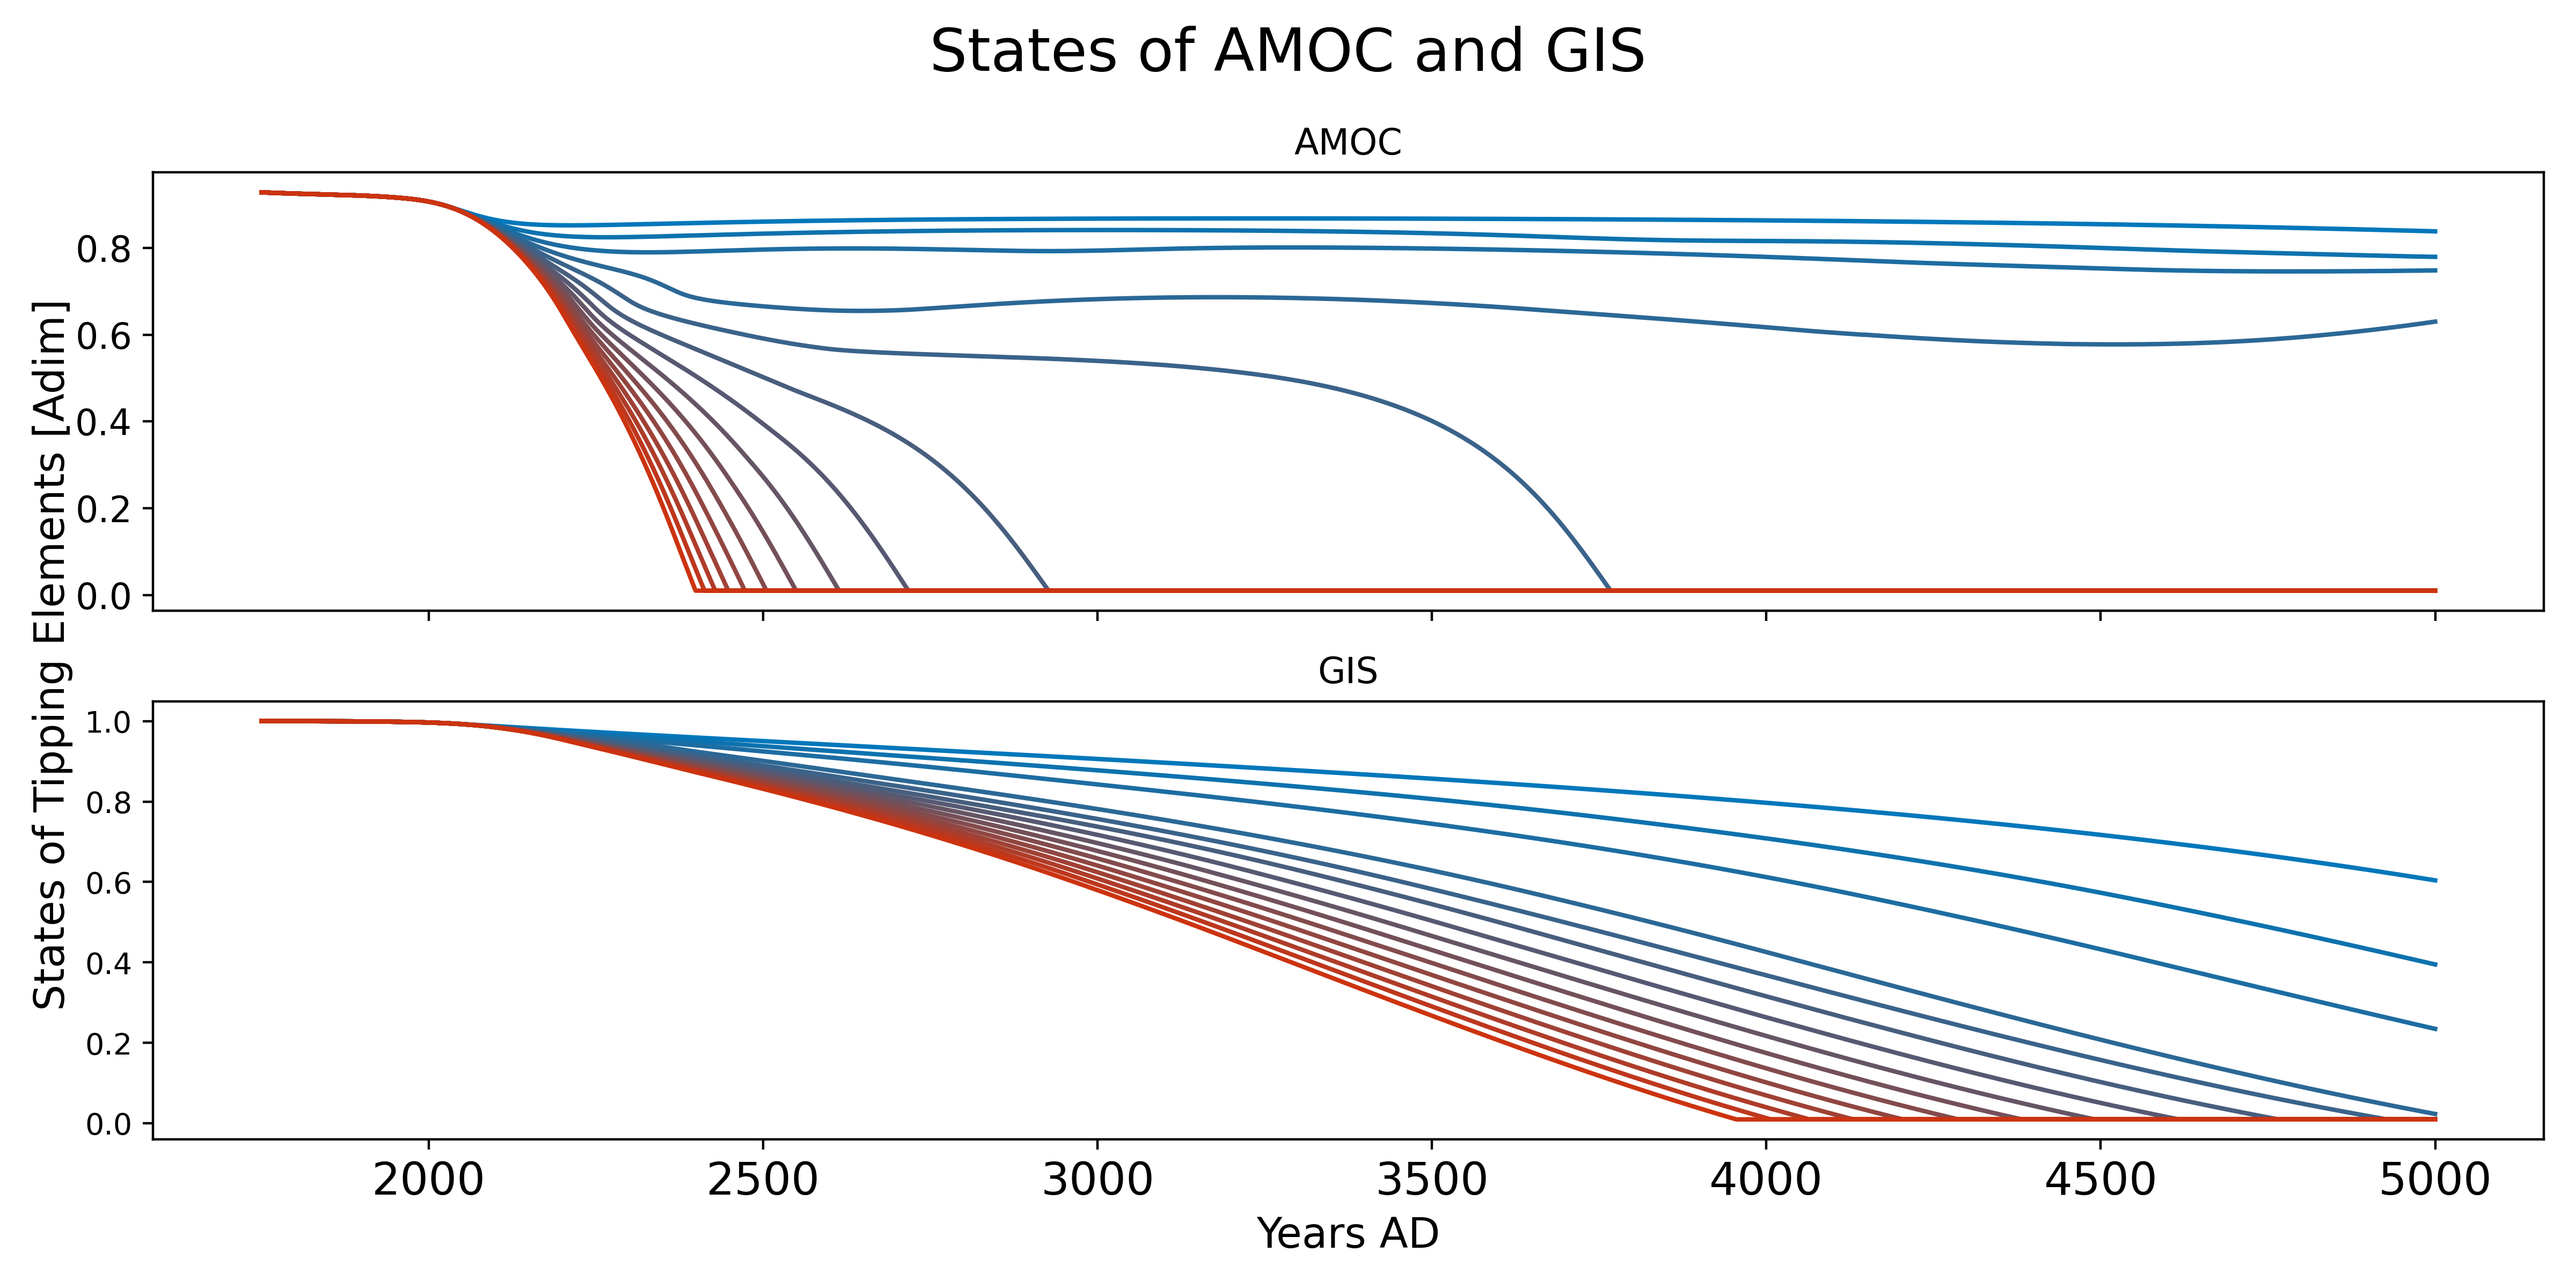 States of AMOC and GIS
AMOC
0.8
0.6
0.4
0.2
0.0
States of Tipping Elements [Adim]
GIS
1.0
0.8
0.6
0.4
0.2
0.0
2000 2500 3000 3500 4000 4500 5000
Years AD